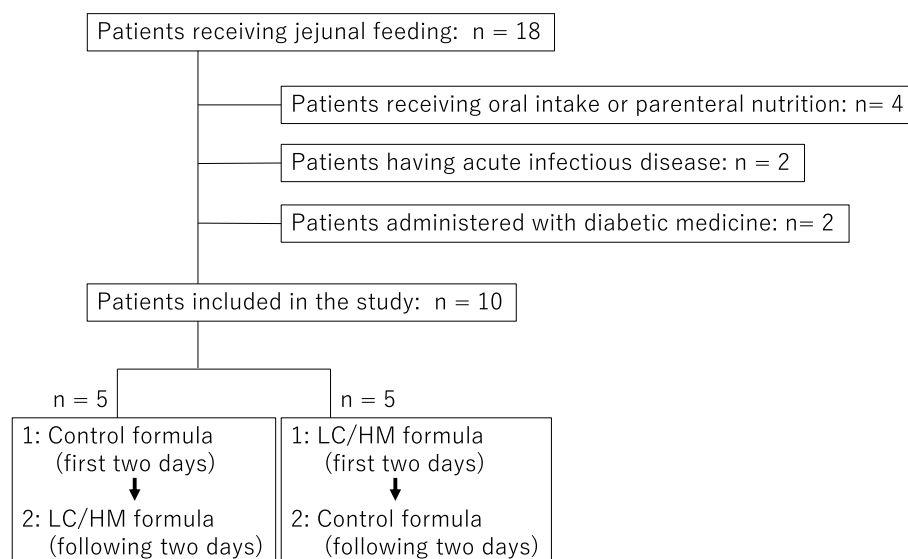 Patients receiving jejunal feeding: n = 18
Patients receiving oral intake or parenteral nutrition: n= 4
Patients having acute infectious disease: n = 2
Patients administered with diabetic medicine: n= 2
Patients included in the study: n = 10
n = 5
n = 5
1: Control formula
(first two days)
2: LC/HM formula
(following two days)
1: LC/HM formula
(first two days)
2: Control formula
(following two days)